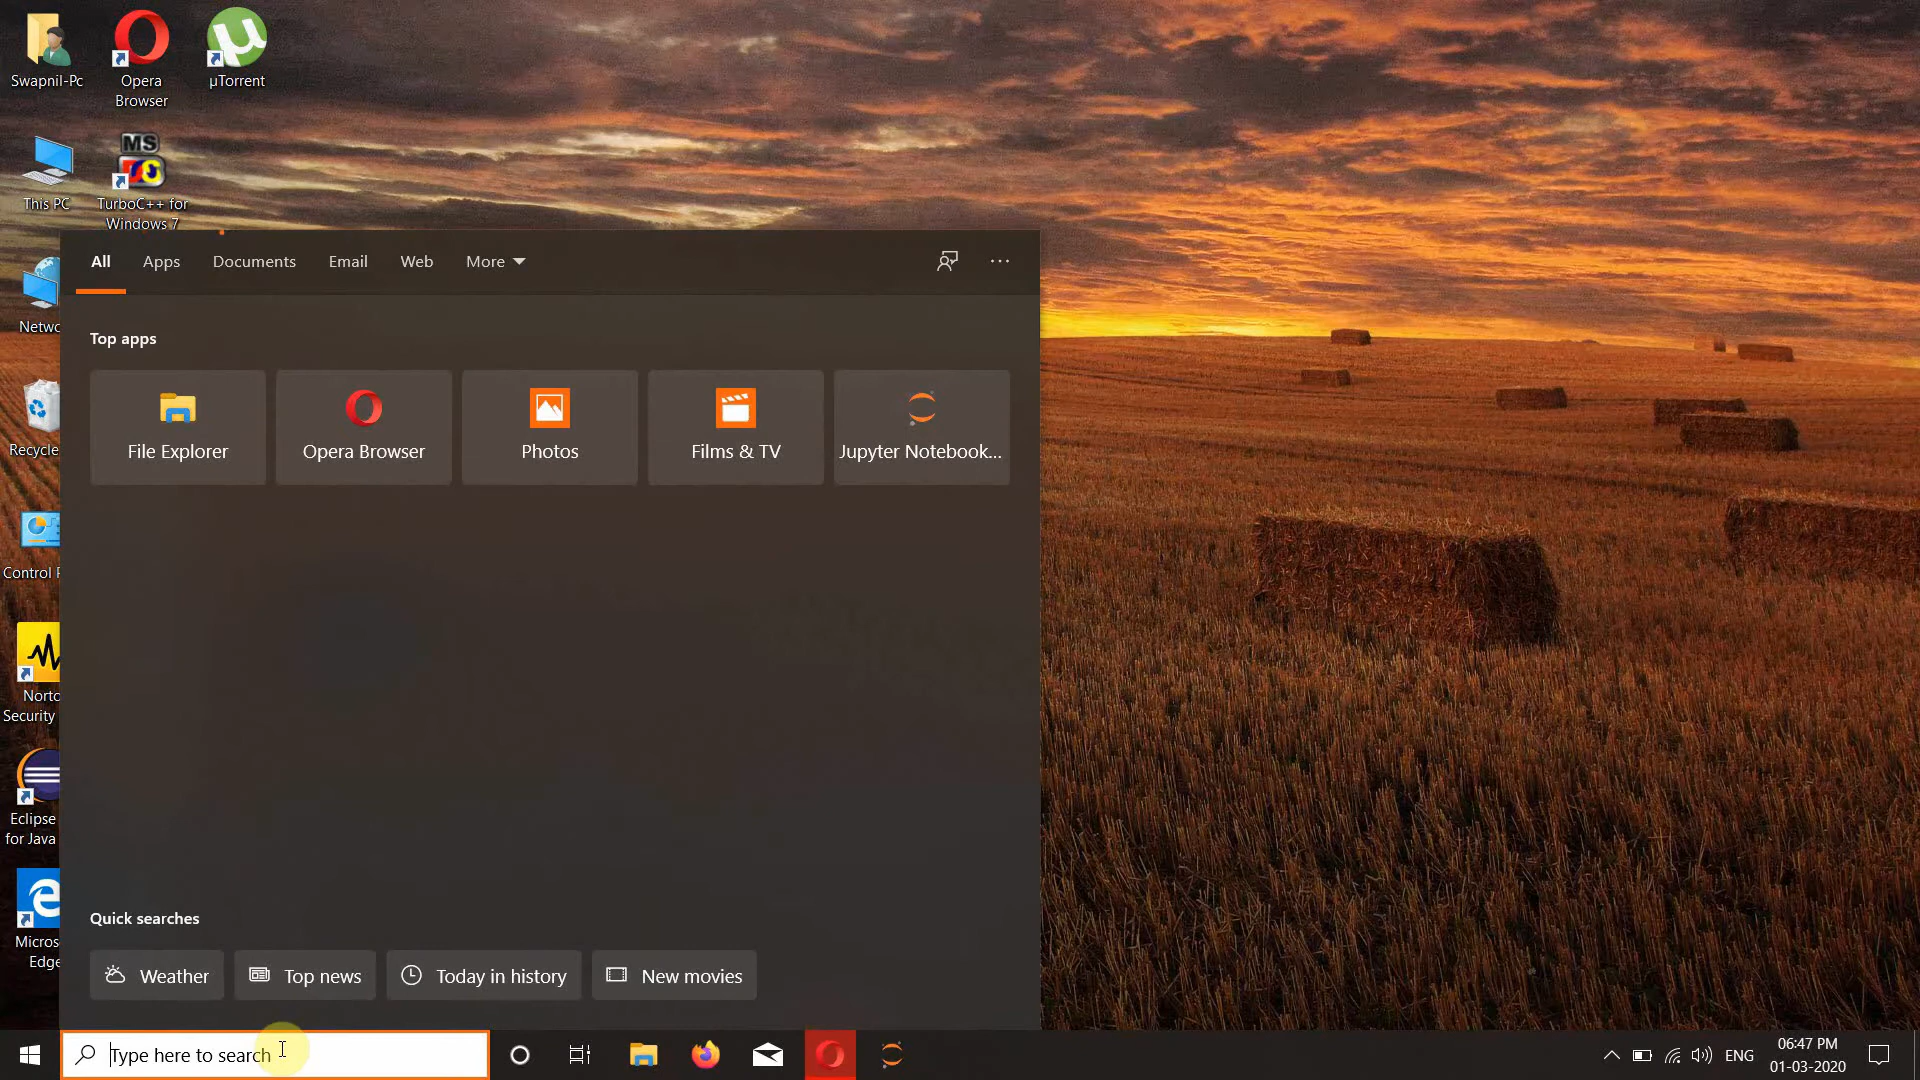 Swapnil-Pc
Opera
Browser
µTorrent
This PC
MS
TurboC++ for
Windows 7
Netwo
Recycle
Control P
Norto
Security
Eclipse
for Java
Micros
Edge
All
Apps
Documents
Email
Web
More
Top apps
File Explorer
Opera Browser
Photos
Films & TV
Jupyter Notebook...
Quick searches
Weather
Top news
Today in history
New movies
Type here to search
ENG
06:47 PM
01-03-2020